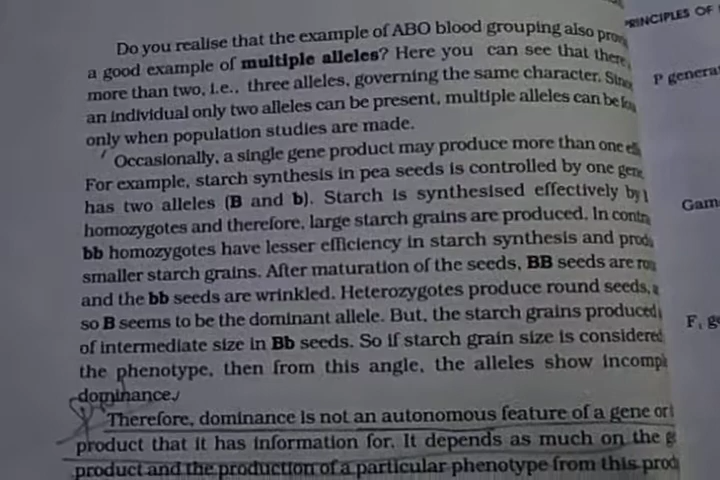 Do you realise that the example of ABO blood grouping also
a good example of multiple alleles? Here you can see that there
more than two, i.e., three alleles, governing the same character.
an individual only two alleles can be present, multiple alleles can be
only when population studies are made.
Occasionally, a single gene product may produce more than one
For example, starch synthesis in pea seeds is controlled by one
has two alleles (B and b). Starch is synthesised effectively by
homozygotes and therefore, large starch grains are produced. In
bb homozygotes have lesser efficiency in starch synthesis and
smaller starch grains. After maturation of the seeds, BB seeds are
and the bb seeds are wrinkled. Heterozygotes produce round seeds,
so B seems to be the dominant allele. But, the starch grains produced
of intermediate size in Bb seeds. So if starch grain size is considered
the phenotype, then from this angle, the alleles show
dominance.
Therefore, dominance is not an autonomous feature of a gene or
product that it has information for. It depends as much on the
product and the production of a particular phenotype from this
PRINCIPLES OF
P
F₁